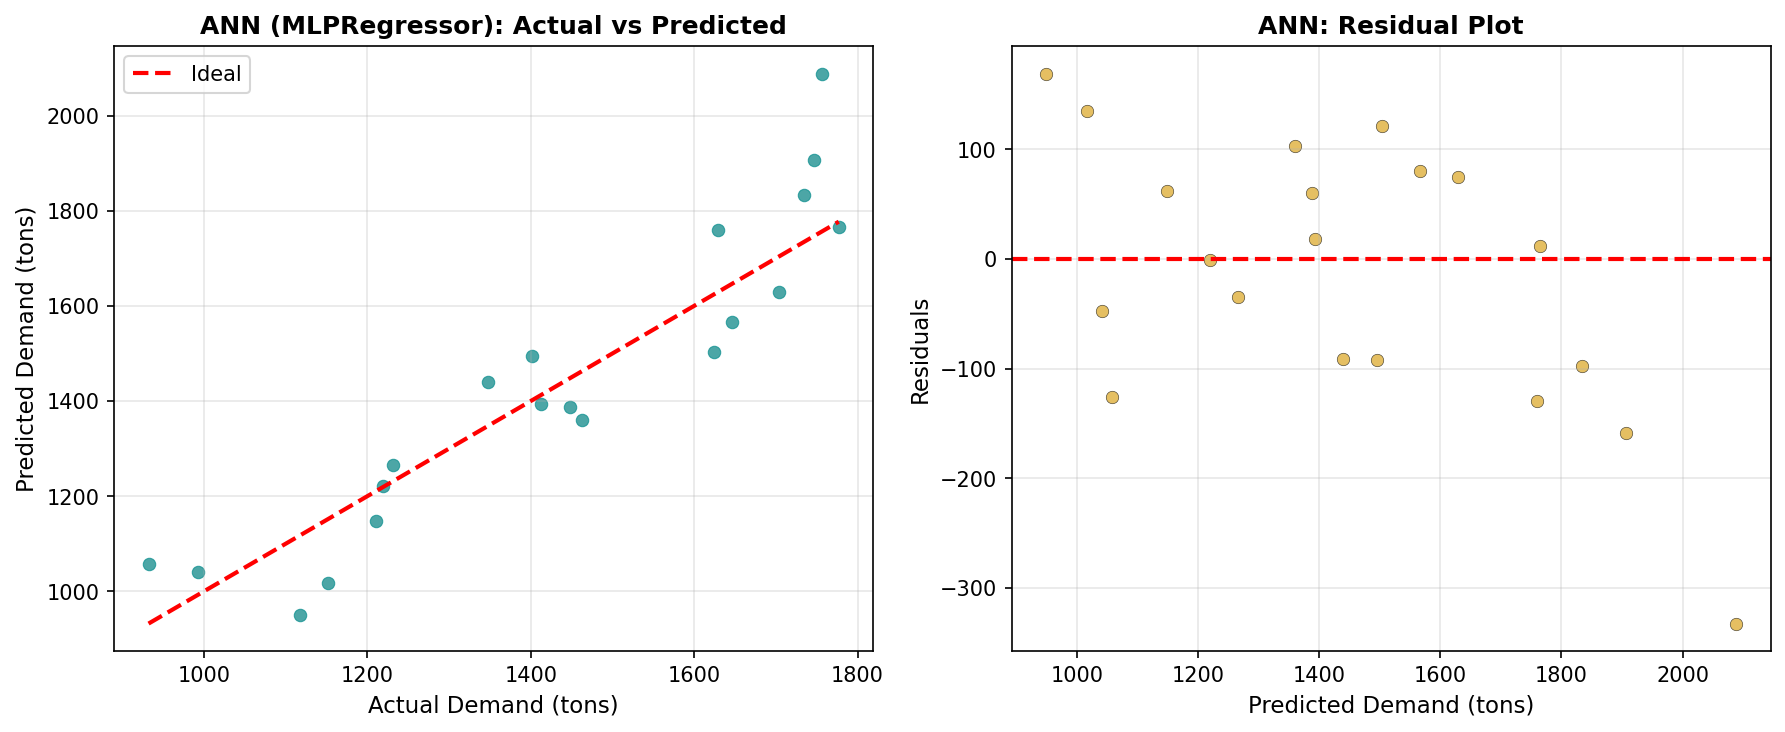 ANN (MLPRegressor): Actual vs Predicted
Ideal
2000
1800
1600
1400
1200
1000
Predicted Demand (tons)
1000 1200 1400 1600 1800
Actual Demand (tons)
ANN: Residual Plot
100
0
−100
−200
−300
Residuals
1000 1200 1400 1600 1800 2000
Predicted Demand (tons)